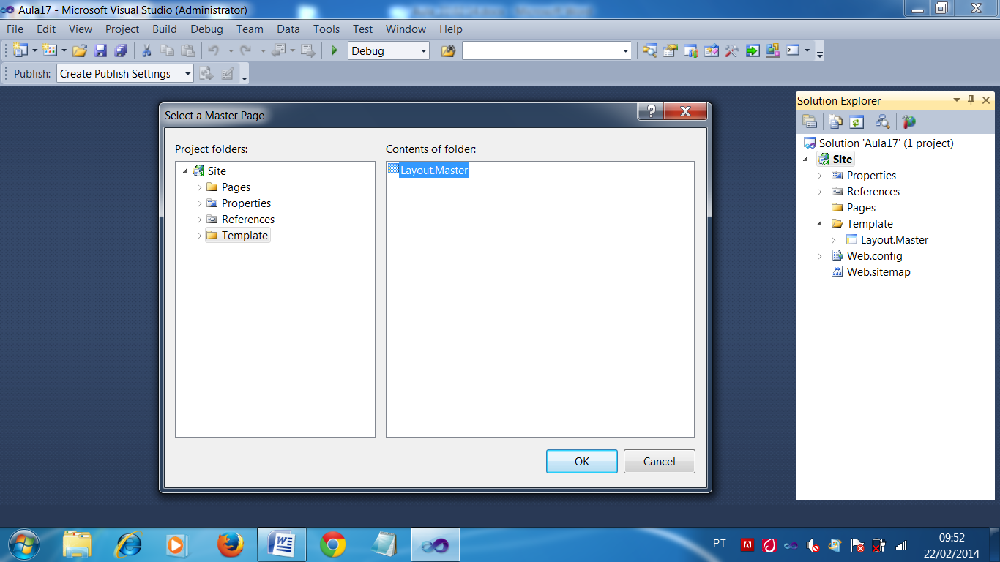 Aula17 - Microsoft Visual Studio (Administrator)
File Edit View Project Build Debug Team Data Tools Test Window Help
Debug
Publish: Create Publish Settings
Select a Master Page
Project folders:
Site
Pages
Properties
References
Template
Contents of folder:
Layout.Master
OK Cancel
Solution Explorer
Solution 'Aula17' (1 project)
Site
Properties
References
Pages
Template
Layout.Master
Web.config
Web.sitemap
PT
09:52
22/02/2014